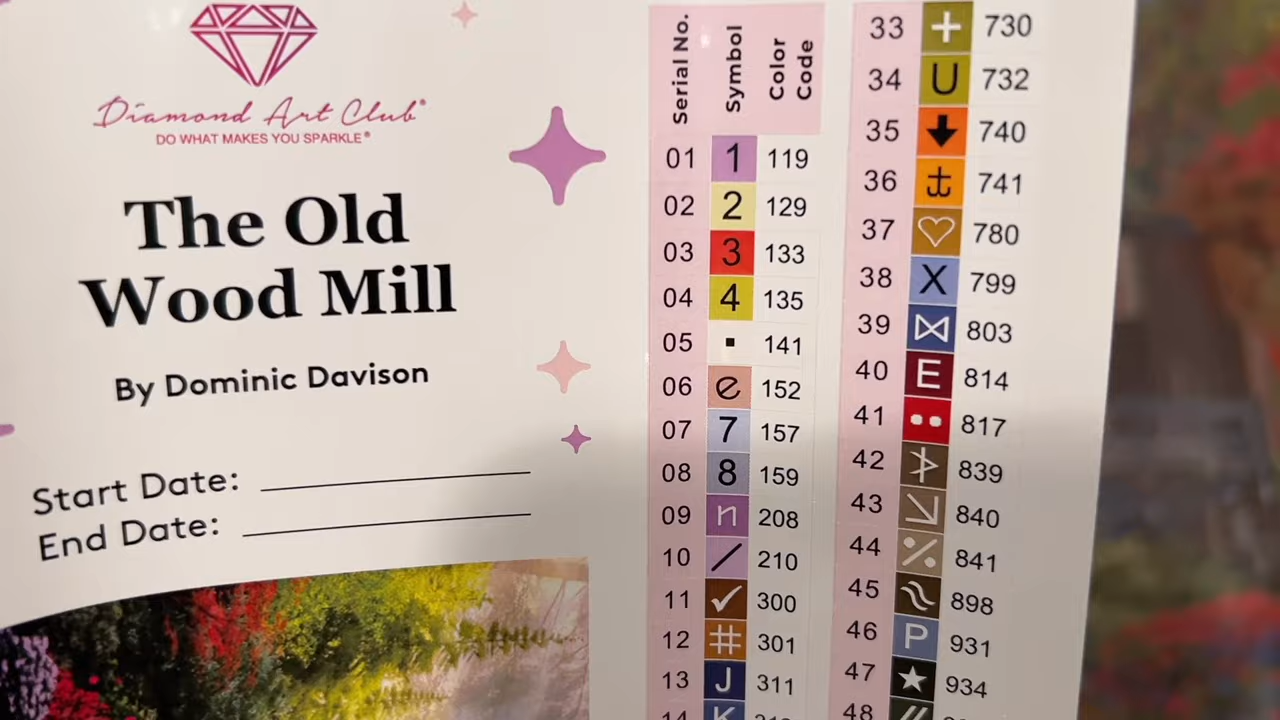 Diamond Art Club®
DO WHAT MAKES YOU SPARKLE®
The Old
Wood Mill
By Dominic Davison
Start Date:
End Date:
Serial No. Symbol Color Code
01 1 119
02 2 129
03 3 133
04 4 135
05 ▪ 141
06 e 152
07 7 157
08 8 159
09 n 208
10 / 210
11 ✓ 300
12 # 301
13 J 311
14 K
33 + 730
34 U 732
35 ⬇ 740
36 ⚓ 741
37 ♡ 780
38 X 799
39 ⋈ 803
40 E 814
41 •• 817
42 839
43 ↘ 840
44 ٪ 841
45 ≈ 898
46 P 931
47 ★ 934
48 //